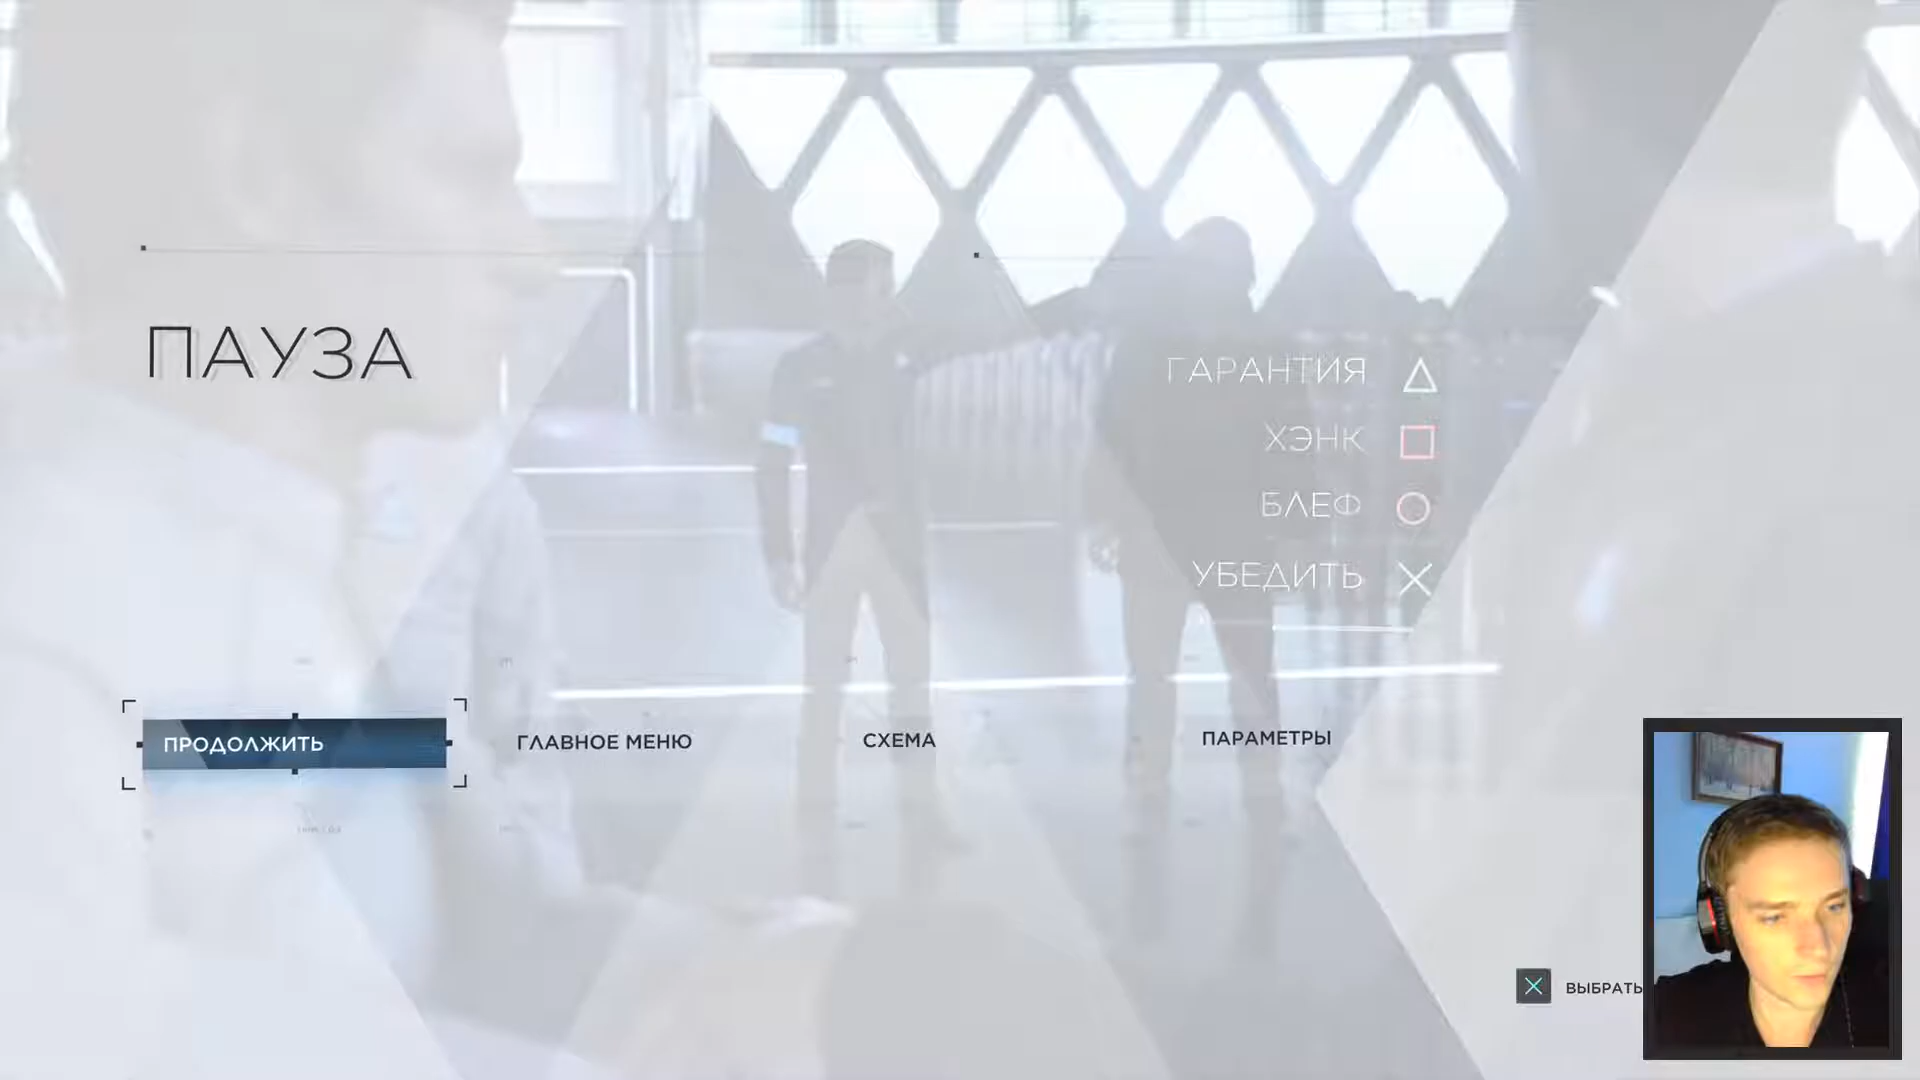 ПАУЗА
ГАРАНТИЯ
ХЭНК
БЛЕФ
УБЕДИТЬ
ПРОДОЛЖИТЬ
ГЛАВНОЕ МЕНЮ
СХЕМА
ПАРАМЕТРЫ
ВЫБРАТЬ